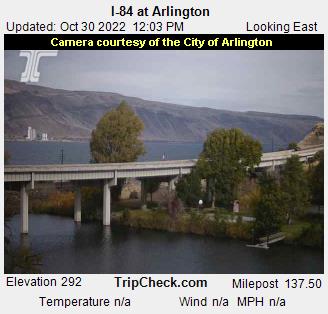 I-84 at Arlington
Updated: Oct 30 2022 12:03 PM Looking East
Camera courtesy of the City of Arlington
Elevation 292 TripCheck.com Milepost 137.50
Temperature n/a Wind n/a MPH n/a